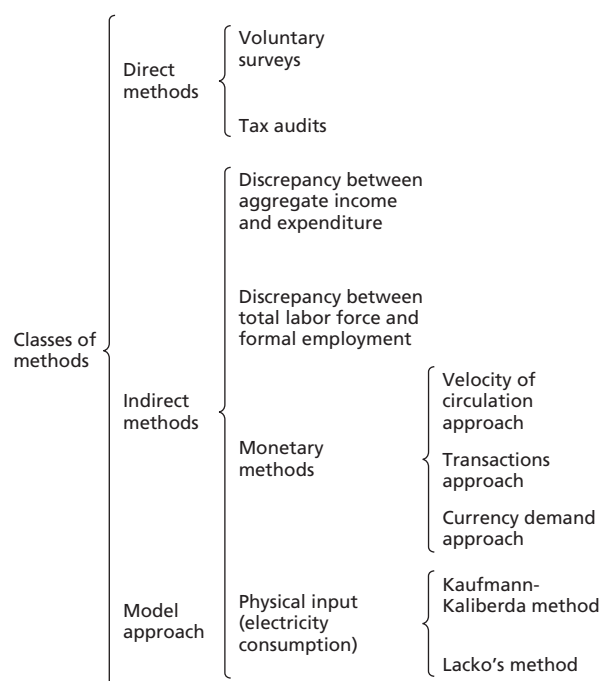 Classes of
methods
Direct
methods
Voluntary
surveys
Tax audits
Indirect
methods
Discrepancy between
aggregate income
and expenditure
Discrepancy between
total labor force and
formal employment
Monetary
methods
Velocity of
circulation
approach
Transactions
approach
Currency demand
approach
Physical input
(electricity
consumption)
Kaufmann-
Kaliberda method
Lacko's method
Model
approach